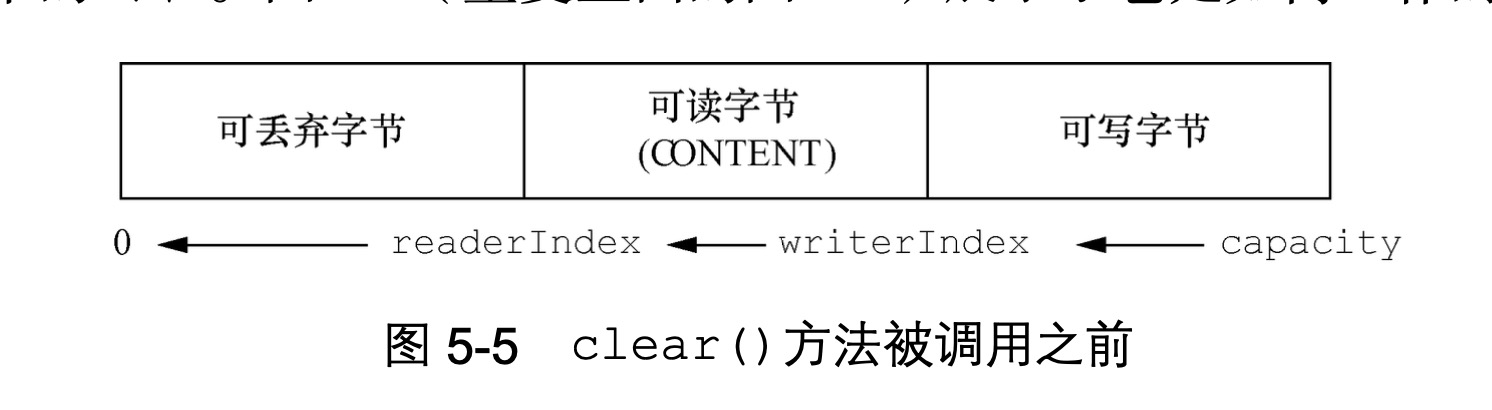 可丢弃字节
可读字节
(CONTENT)
可写字节
0 readerIndex writerIndex capacity
图 5-5 clear()方法被调用之前